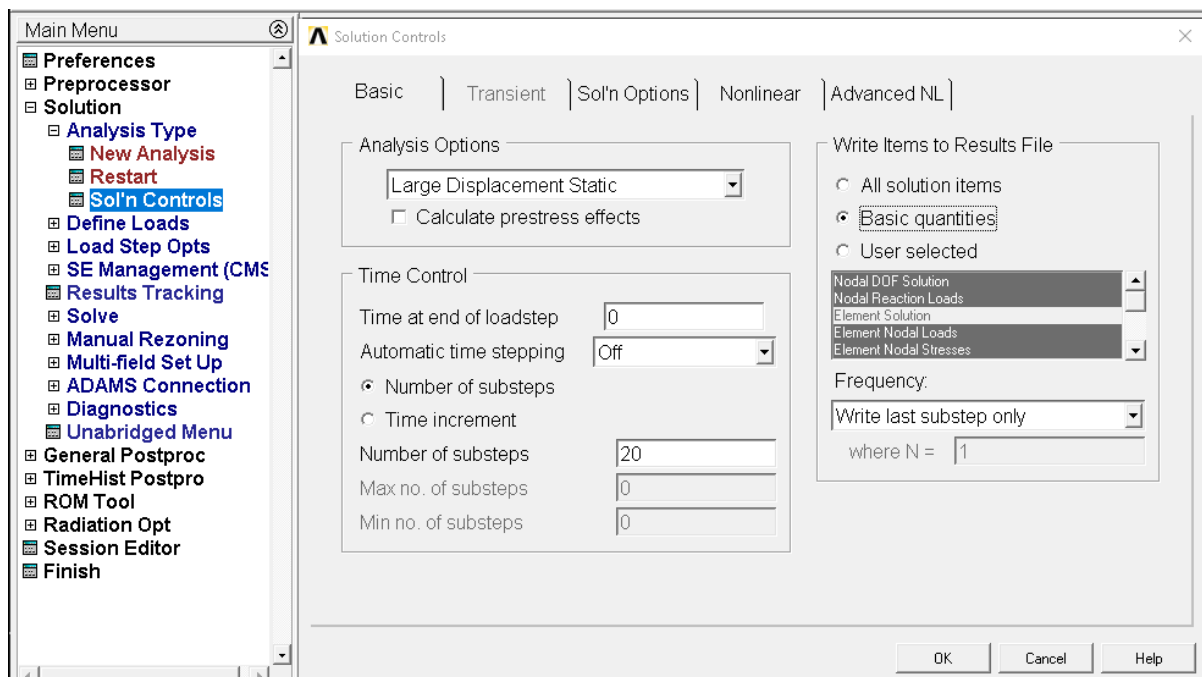 Main Menu
Preferences
Preprocessor
Solution
Analysis Type
New Analysis
Restart
Sol'n Controls
Define Loads
Load Step Opts
SE Management (CMS
Results Tracking
Solve
Manual Rezoning
Multi-field Set Up
ADAMS Connection
Diagnostics
Unabridged Menu
General Postproc
TimeHist Postpro
ROM Tool
Radiation Opt
Session Editor
Finish
Solution Controls
Basic Transient Sol'n Options Nonlinear Advanced NL
Analysis Options
Large Displacement Static
Calculate prestress effects
Time Control
Time at end of loadstep 0
Automatic time stepping Off
Number of substeps
Time increment
Number of substeps 20
Max no. of substeps 0
Min no. of substeps 0
Write Items to Results File
All solution items
Basic quantities
User selected
Nodal DOF Solution
Nodal Reaction Loads
Element Solution
Element Nodal Loads
Element Nodal Stresses
Frequency:
Write last substep only
where N = 1
OK Cancel Help